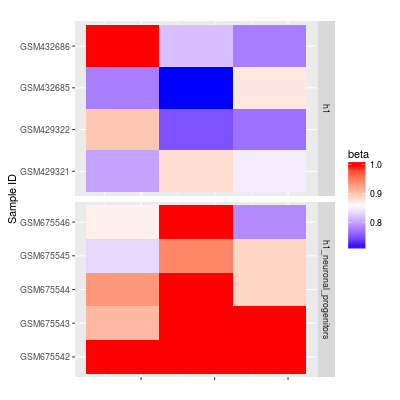 GSM432686
GSM432685
GSM429322
GSM429321
h1
GSM675546
GSM675545
GSM675544
GSM675543
GSM675542
h1_neuronal_progenitors
Sample ID
beta
1.0
0.9
0.8